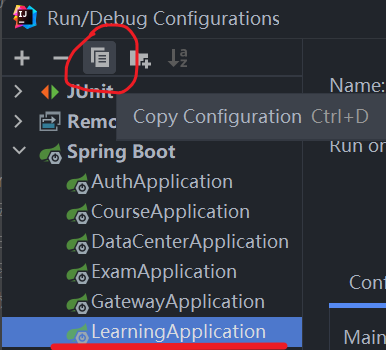 Run/Debug Configurations
Name:
JUnit
Copy Configuration Ctrl+D
Remo
Run on
Spring Boot
AuthApplication
CourseApplication
DataCenterApplication
ExamApplication
Conf
GatewayApplication
LearningApplication
Main